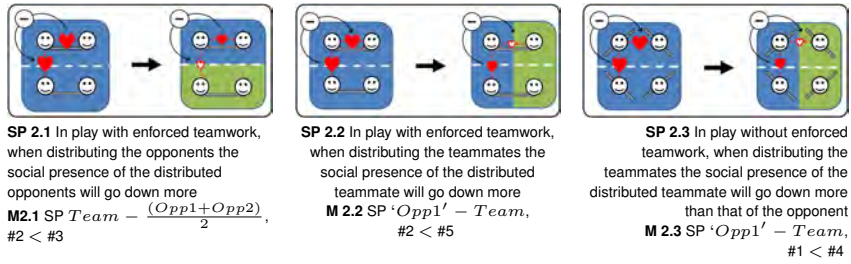 SP 2.1 In play with enforced teamwork,
when distributing the opponents the
social presence of the distributed
opponents will go down more
M2.1 SP Team − (Opp1+Opp2)/2,
#2 < #3
SP 2.2 In play with enforced teamwork,
when distributing the teammates the
social presence of the distributed
teammate will go down more
M 2.2 SP ‘Opp1′ − Team,
#2 < #5
SP 2.3 In play without enforced
teamwork, when distributing the
teammates the social presence of the
distributed teammate will go down more
than that of the opponent
M 2.3 SP ‘Opp1′ − Team,
#1 < #4